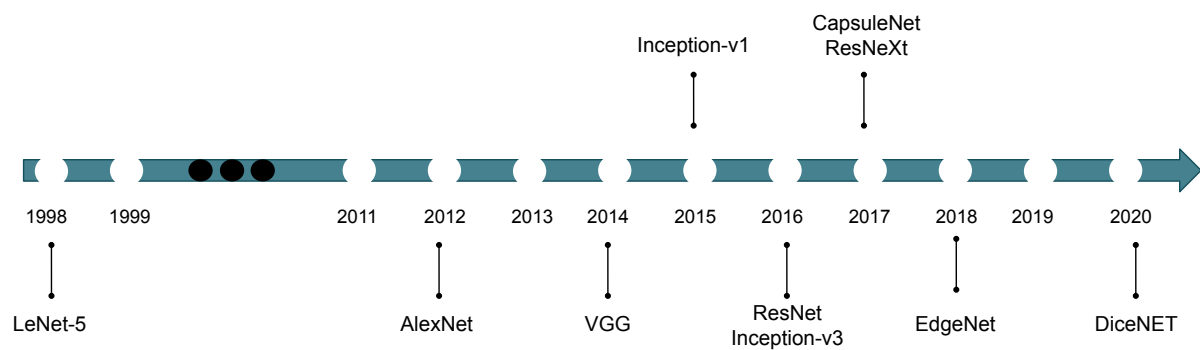 CapsuleNet
ResNeXt
Inception-v1
1998 1999 2011 2012 2013 2014 2015 2016 2017 2018 2019 2020
LeNet-5 AlexNet VGG ResNet EdgeNet DiceNET
Inception-v3